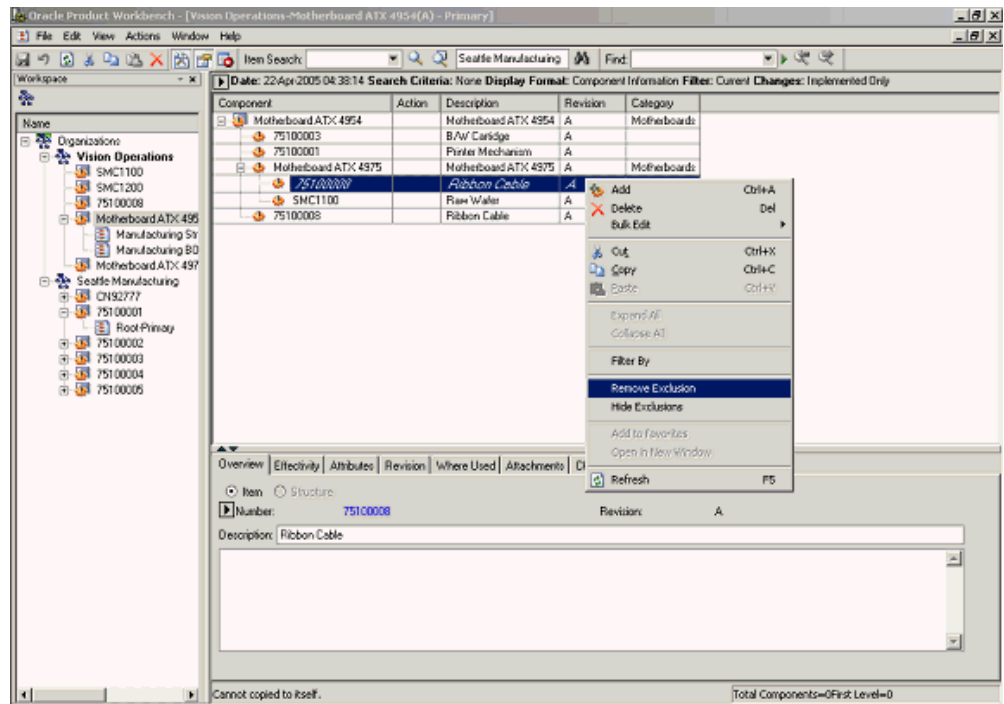 Oracle Product Workbench - [Vision Operations-Motherboard ATX 4954(A) - Primary]
File Edit View Actions Window Help
Item Search: Seattle Manufacturing Find:
Workspace
Date: 22-Apr-2005 04:38:14 Search Criteria: None Display Format: Component Information Filter: Current Changes: Implemented Only
Name
Organizations
Vision Operations
SMC1100
SMC1200
75100008
Motherboard ATX 495
Manufacturing Str
Manufacturing BO
Motherboard ATX 497
Seattle Manufacturing
CN92777
75100001
Root-Primary
75100002
75100003
75100004
75100005
Component Action Description Revision Category
Motherboard ATX 4954 Motherboard ATX 4954 A Motherboards
75100003 B/W Cartidge A
75100001 Printer Mechanism A
Motherboard ATX 4975 Motherboard ATX 4975 A Motherboards
75100008 Ribbon Cable A
SMC1100 Raw Wafer A
75100008 Ribbon Cable A
Add Ctrl+A
Delete Del
Bulk Edit
Cut Ctrl+X
Copy Ctrl+C
Paste Ctrl+V
Expand All
Collapse All
Filter By
Remove Exclusion
Hide Exclusions
Add to favorites
Open In New Window
Refresh F5
Overview Effectivity Attributes Revision Where Used Attachments
Item Structure
Number: 75100008 Revision: A
Description: Ribbon Cable
Cannot copied to itself. Total Components=0First Level=0